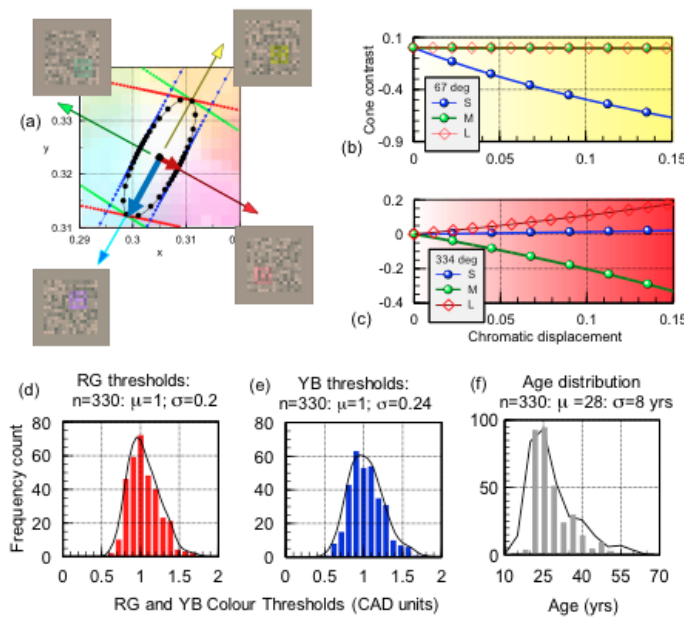 (a)
0.33
y
0.32
0.31
0.29
0.3
x
0.31
(b)
Cone contrast
0.1
-0.4
-0.9
67 deg
S
M
L
0
0.05
0.1
0.15
(c)
0.2
0
-0.2
-0.4
334 deg
S
M
L
0
0.05
0.1
0.15
Chromatic displacement
(d)
RG thresholds:
n=330: μ=1; σ=0.2
Frequency count
80
60
40
20
0
0 0.5 1 1.5 2
(e)
YB thresholds:
n=330: μ=1; σ=0.24
80
60
40
20
0
0 0.5 1 1.5 2
RG and YB Colour Thresholds (CAD units)
(f)
Age distribution
n=330: μ =28: σ=8 yrs
100
50
0
10 25 40 55 70
Age (yrs)